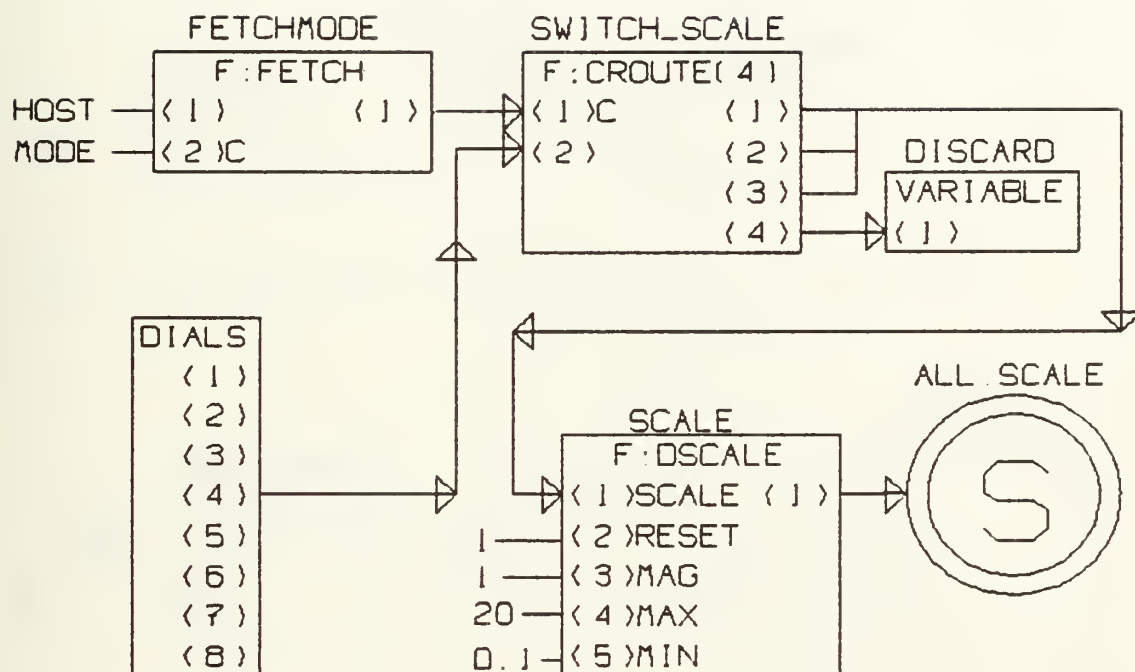 FETCHMODE
F:FETCH
HOST
<1>
<1>
MODE
<2>C
SWITCH_SCALE
F:CROUTE(4)
<1>C
<1>
<2>
<2>
<3>
<4>
DISCARD
VARIABLE
<1>
DIALS
<1>
<2>
<3>
<4>
<5>
<6>
<7>
<8>
ALL.SCALE
S
SCALE
F:DSCALE
<1>SCALE <1>
1 <2>RESET
1 <3>MAG
20 <4>MAX
0.1 <5>MIN